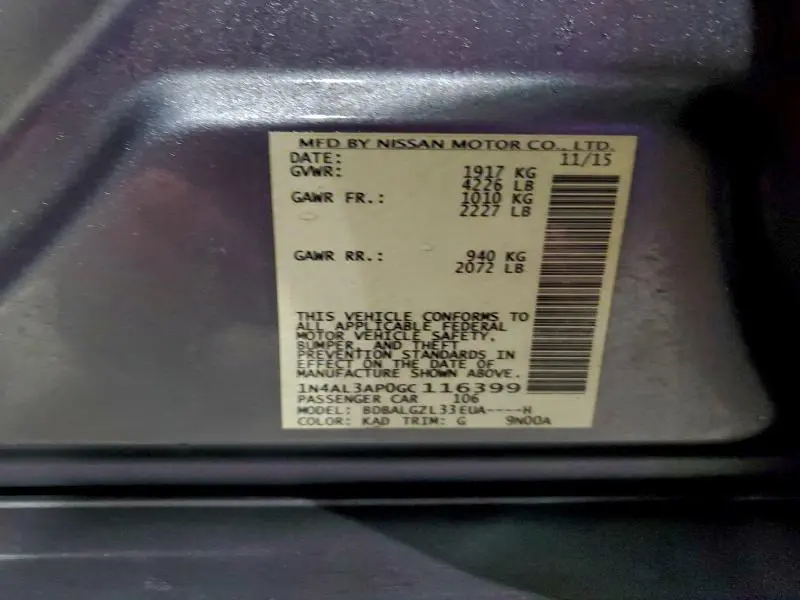 MFD BY NISSAN MOTOR CO., LTD.
DATE: 11/15
GVWR: 1917 KG
4226 LB
GAWR FR.: 1010 KG
2227 LB
GAWR RR.: 940 KG
2072 LB
THIS VEHICLE CONFORMS TO
ALL APPLICABLE FEDERAL
MOTOR VEHICLE SAFETY,
BUMPER, AND THEFT
PREVENTION STANDARDS IN
EFFECT ON THE DATE OF
MANUFACTURE SHOWN ABOVE.
1N4AL3AP0GC116399
PASSENGER CAR 106
MODEL: BDBALGZL33EUA----H
COLOR: KAD TRIM: G 9N00A